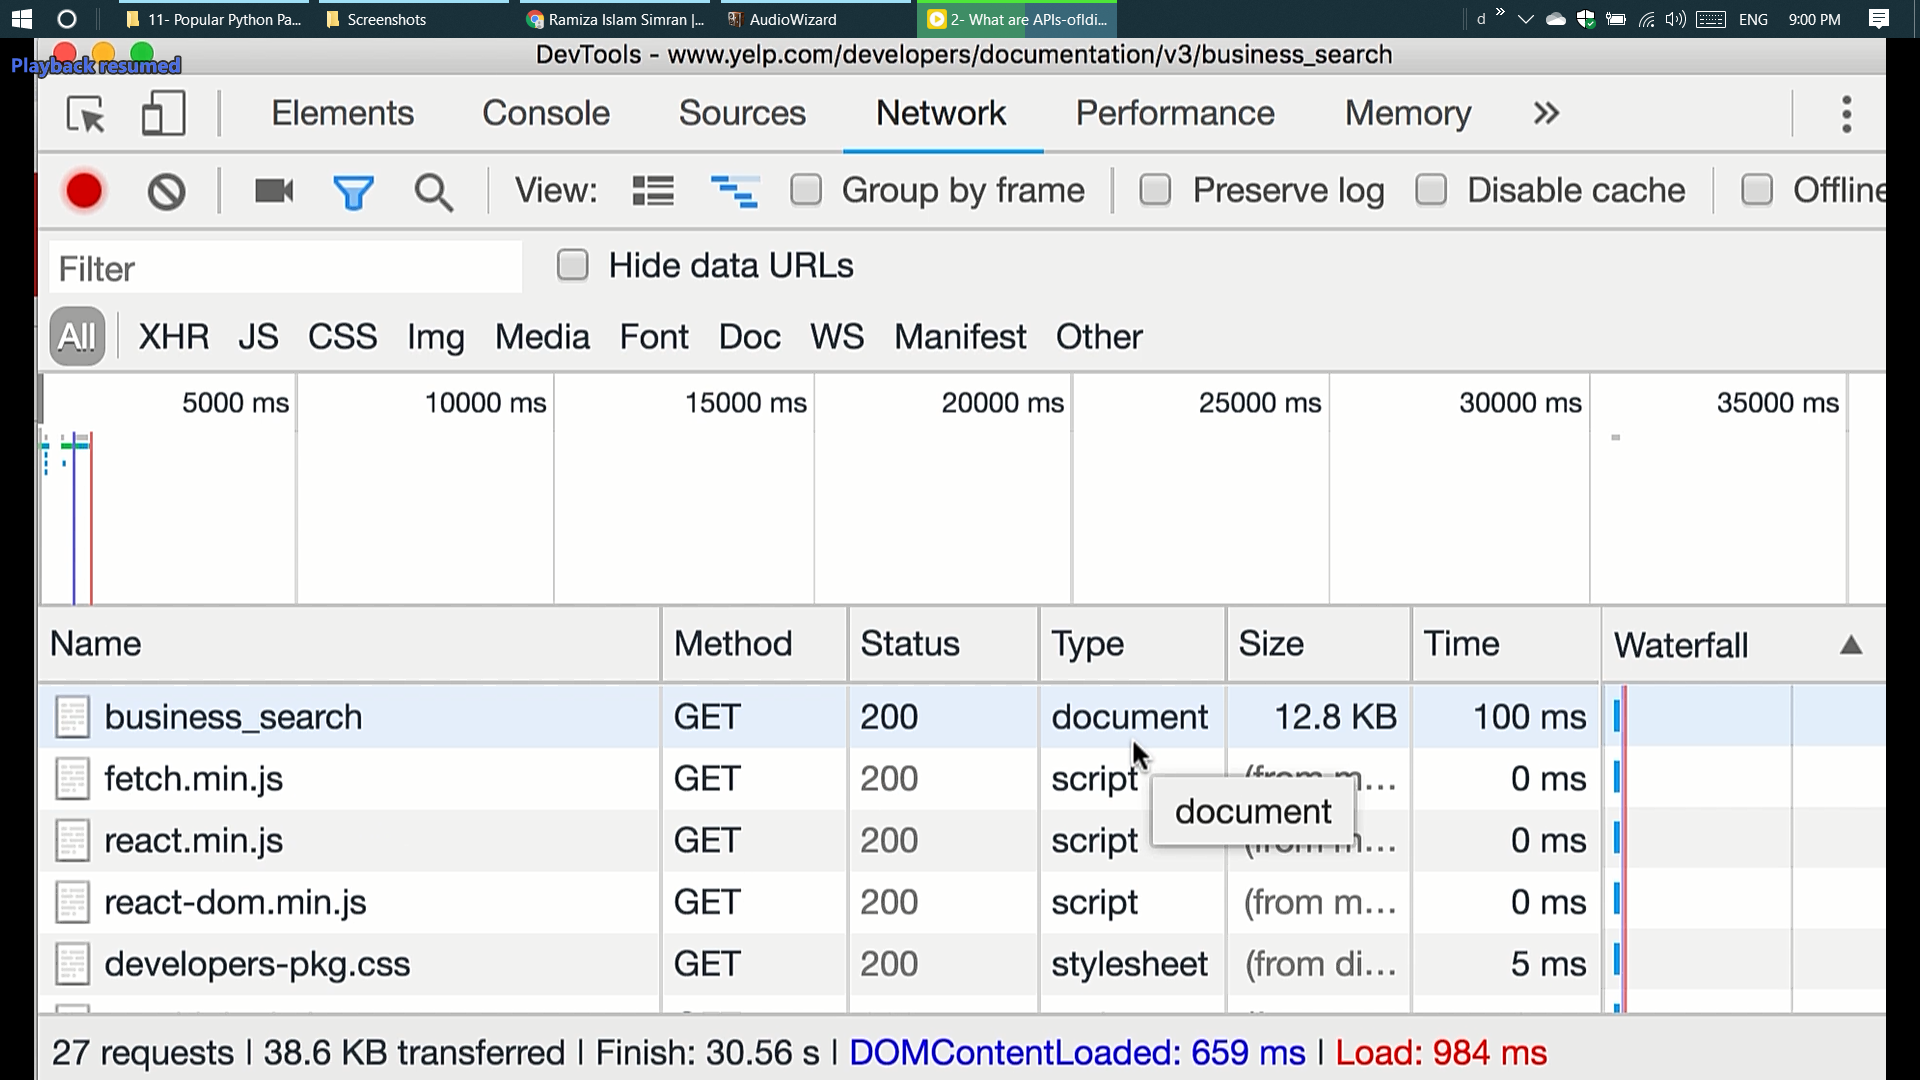 11- Popular Python Pa...
Screenshots
Ramiza Islam Simran |...
AudioWizard
2- What are APIs-ofIdi...
d
ENG
9:00 PM
Playback resumed
DevTools - www.yelp.com/developers/documentation/v3/business_search
Elements Console Sources Network Performance Memory »
View: Group by frame Preserve log Disable cache Offline
Filter Hide data URLs
All XHR JS CSS Img Media Font Doc WS Manifest Other
5000 ms 10000 ms 15000 ms 20000 ms 25000 ms 30000 ms 35000 ms
Name Method Status Type Size Time Waterfall
business_search GET 200 document 12.8 KB 100 ms
fetch.min.js GET 200 script (from m... 0 ms
document
react.min.js GET 200 script (from m... 0 ms
react-dom.min.js GET 200 script (from m... 0 ms
developers-pkg.css GET 200 stylesheet (from di... 5 ms
27 requests | 38.6 KB transferred | Finish: 30.56 s | DOMContentLoaded: 659 ms | Load: 984 ms